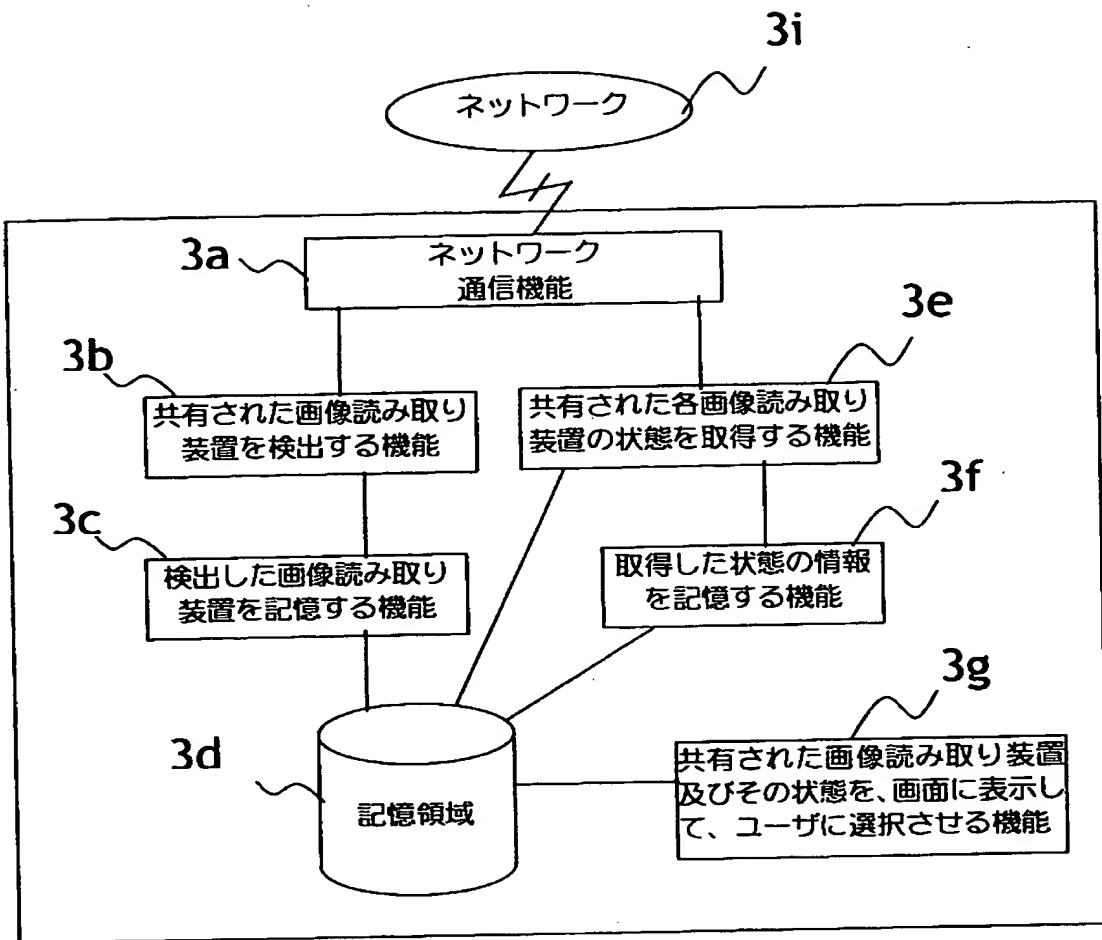 3i
ネットワーク
3a
ネットワーク
通信機能
3e
3b
共有された画像読み取り
装置を検出する機能
共有された各画像読み取り
装置の状態を取得する機能
3f
3c
検出した画像読み取り
装置を記憶する機能
取得した状態の情報
を記憶する機能
3g
3d
記憶領域
共有された画像読み取り装置
及びその状態を、画面に表示し
て、ユーザに選択させる機能